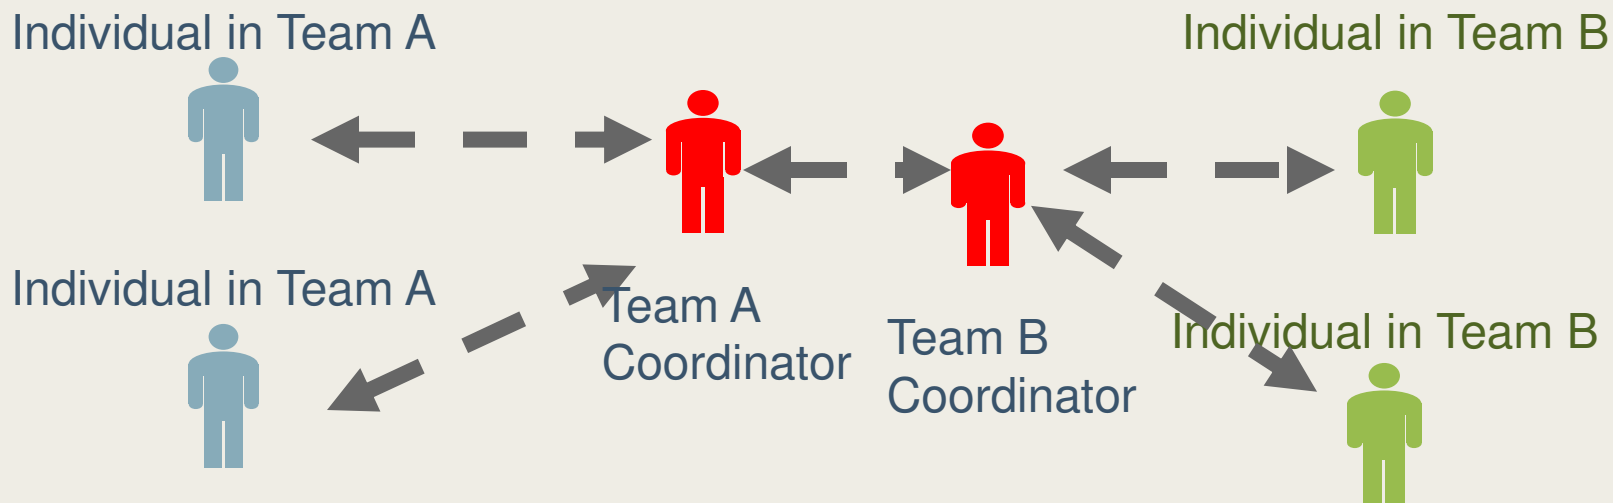 Individual in Team A
Individual in Team B
Individual in Team A
Team A
Coordinator
Team B
Coordinator
Individual in Team B